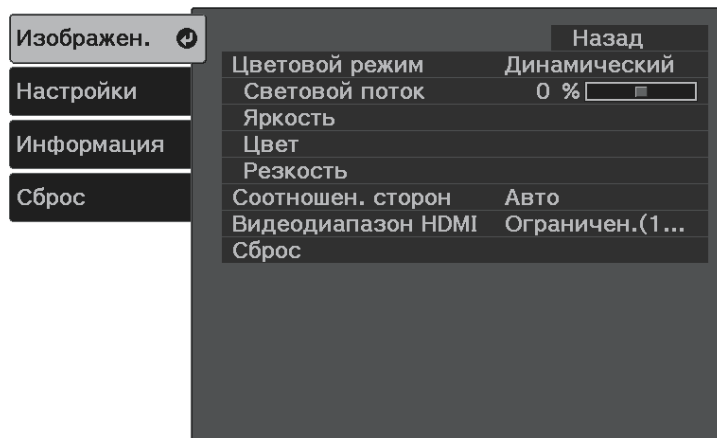 Изображен.
Настройки
Информация
Сброс
Назад
Цветовой режим Динамический
Световой поток 0 %
Яркость
Цвет
Резкость
Соотношен. сторон Авто
Видеодиапазон HDMI Ограничен.(1...
Сброс